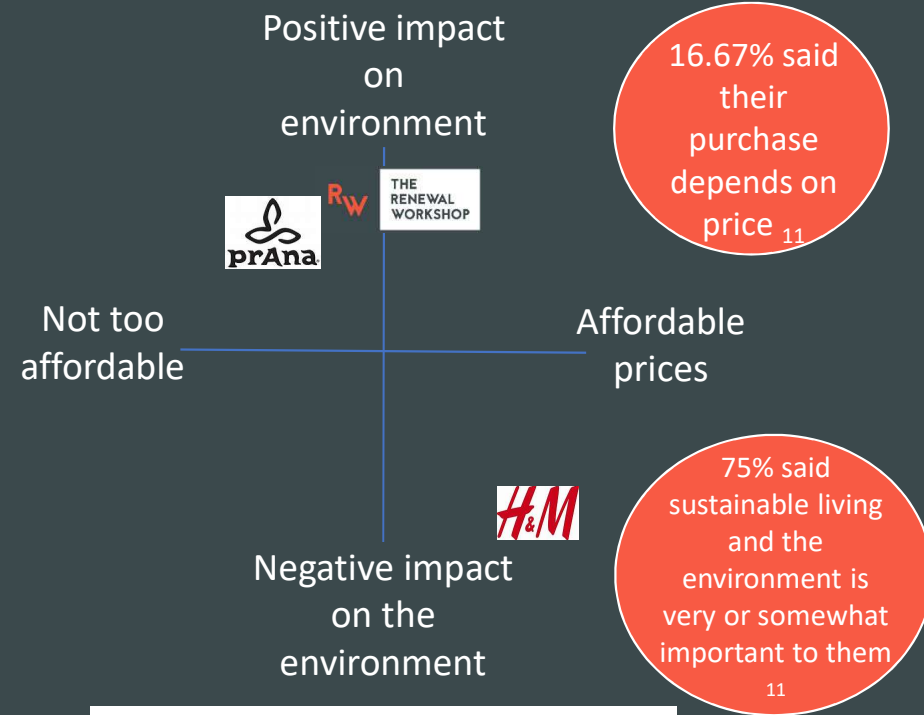 Positive impact
on
environment
16.67% said
their
purchase
depends on
price 11
RW
THE
RENEWAL
WORKSHOP
prAna
Not too
affordable
Affordable
prices
H&M
75% said
sustainable living
and the
environment is
very or somewhat
important to them
11
Negative impact
on the
environment